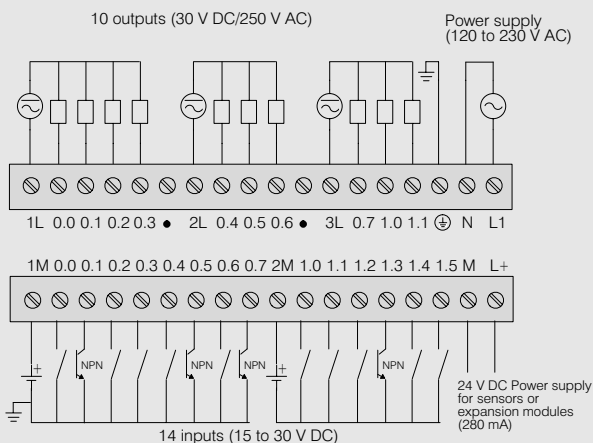 10 outputs (30 V DC/250 V AC)
Power supply
(120 to 230 V AC)
1L 0.0 0.1 0.2 0.3 • 2L 0.4 0.5 0.6 • 3L 0.7 1.0 1.1 N L1
1M 0.0 0.1 0.2 0.3 0.4 0.5 0.6 0.7 2M 1.0 1.1 1.2 1.3 1.4 1.5 M L+
+ NPN NPN NPN + NPN
24 V DC Power supply
for sensors or
expansion modules
(280 mA)
14 inputs (15 to 30 V DC)